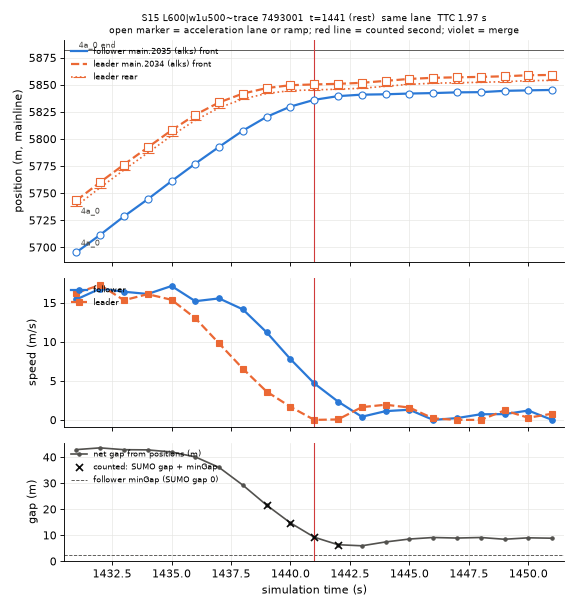 S15 L600|w1u500~trace 7493001  t=1441 (rest)  same lane  TTC 1.97 s
open marker = acceleration lane or ramp; red line = counted second; violet = merge
4a_0 end
follower main.2035 (alks) front
leader main.2034 (alks) front
leader rear
5875
5850
5825
5800
5775
5750
5725
5700
position (m, mainline)
4a_0
4a_0
follower
leader
15
10
5
0
speed (m/s)
net gap from positions (m)
counted: SUMO gap + minGap
follower minGap (SUMO gap 0)
40
30
20
10
0
gap (m)
1432.5
1435.0
1437.5
1440.0
1442.5
1445.0
1447.5
1450.0
simulation time (s)